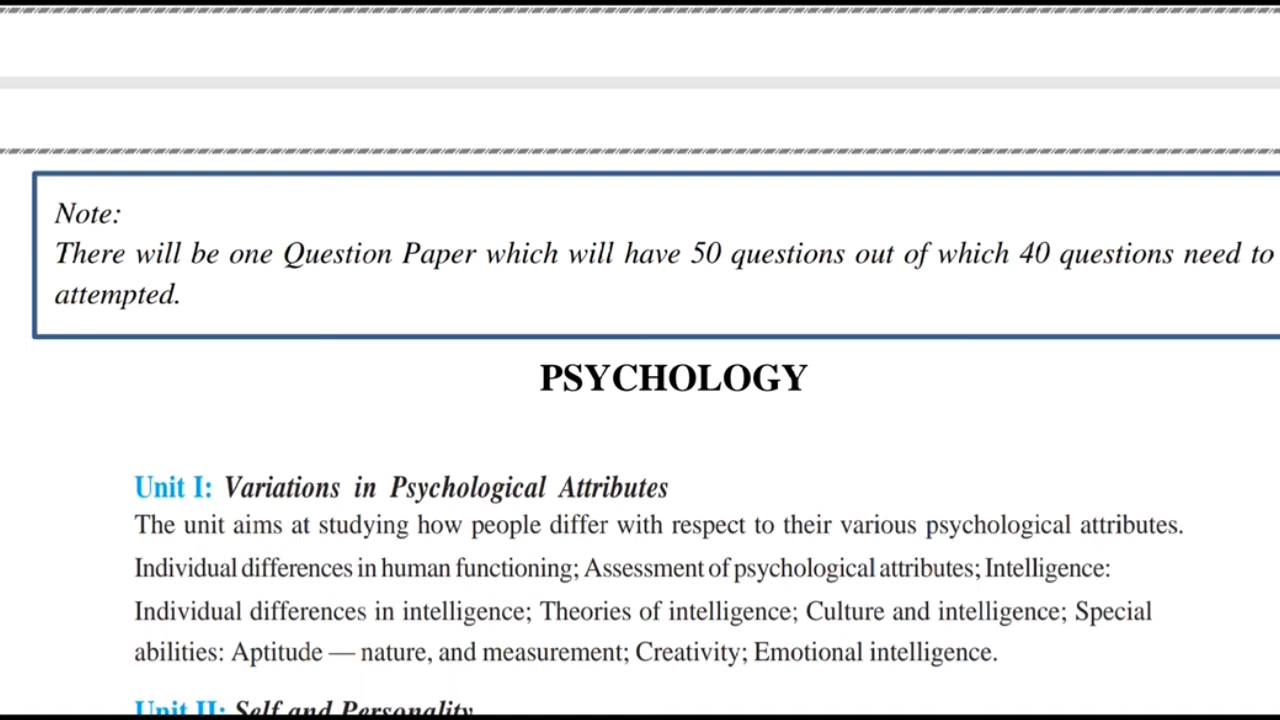 Note:
There will be one Question Paper which will have 50 questions out of which 40 questions need to
attempted.
PSYCHOLOGY
Unit I: Variations in Psychological Attributes
The unit aims at studying how people differ with respect to their various psychological attributes.
Individual differences in human functioning; Assessment of psychological attributes; Intelligence:
Individual differences in intelligence; Theories of intelligence; Culture and intelligence; Special
abilities: Aptitude — nature, and measurement; Creativity; Emotional intelligence.
Unit II: Self and Personality